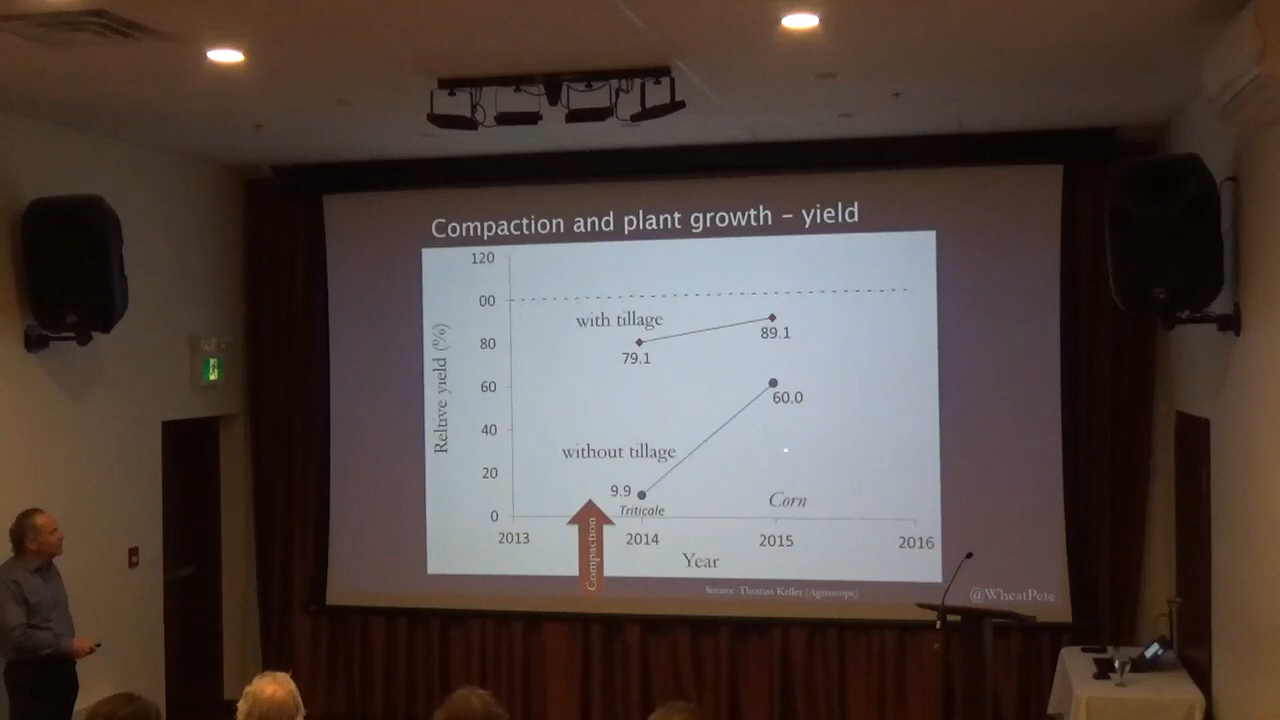 Compaction and plant growth – yield
120
00
with tillage
80
89.1
79.1
60
60.0
Reltive yield (%)
40
without tillage
20
9.9
Corn
Triticale
0
Compaction
2013
2014
2015
2016
Year
Source: Thomas Keller (Agroscope)
@WheatPete